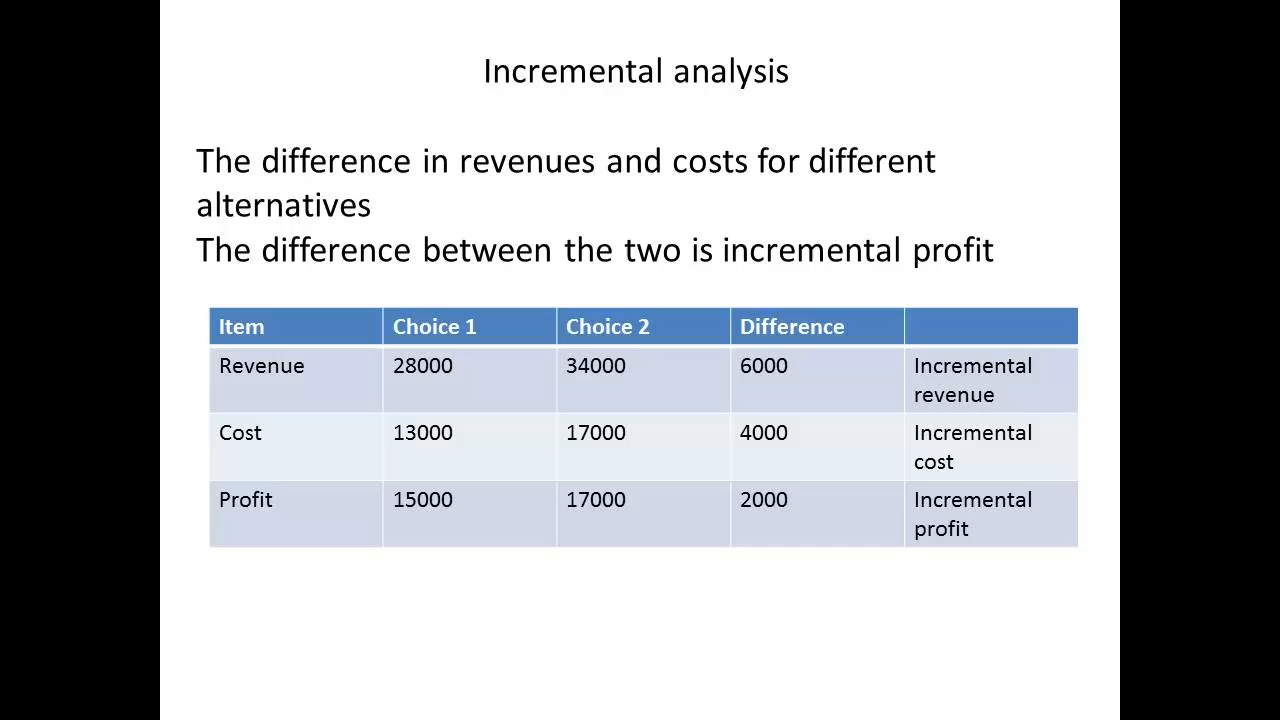 Incremental analysis
The difference in revenues and costs for different
alternatives
The difference between the two is incremental profit
Item Choice 1 Choice 2 Difference
Revenue 28000 34000 6000 Incremental
revenue
Cost 13000 17000 4000 Incremental
cost
Profit 15000 17000 2000 Incremental
profit